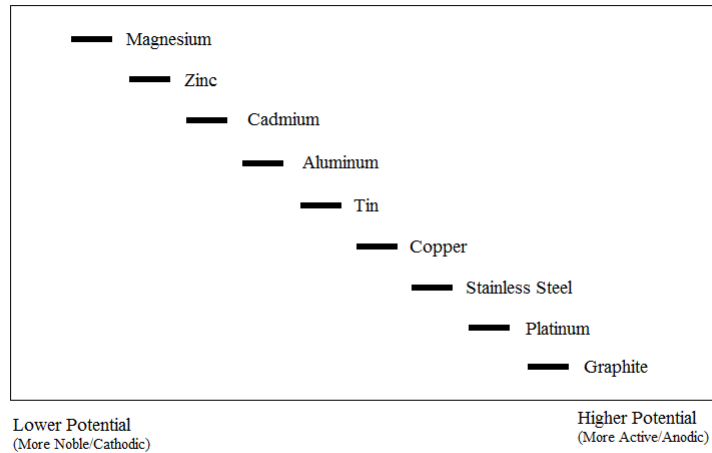 Magnesium
Zinc
Cadmium
Aluminum
Tin
Copper
Stainless Steel
Platinum
Graphite
Lower Potential
(More Noble/Cathodic)
Higher Potential
(More Active/Anodic)